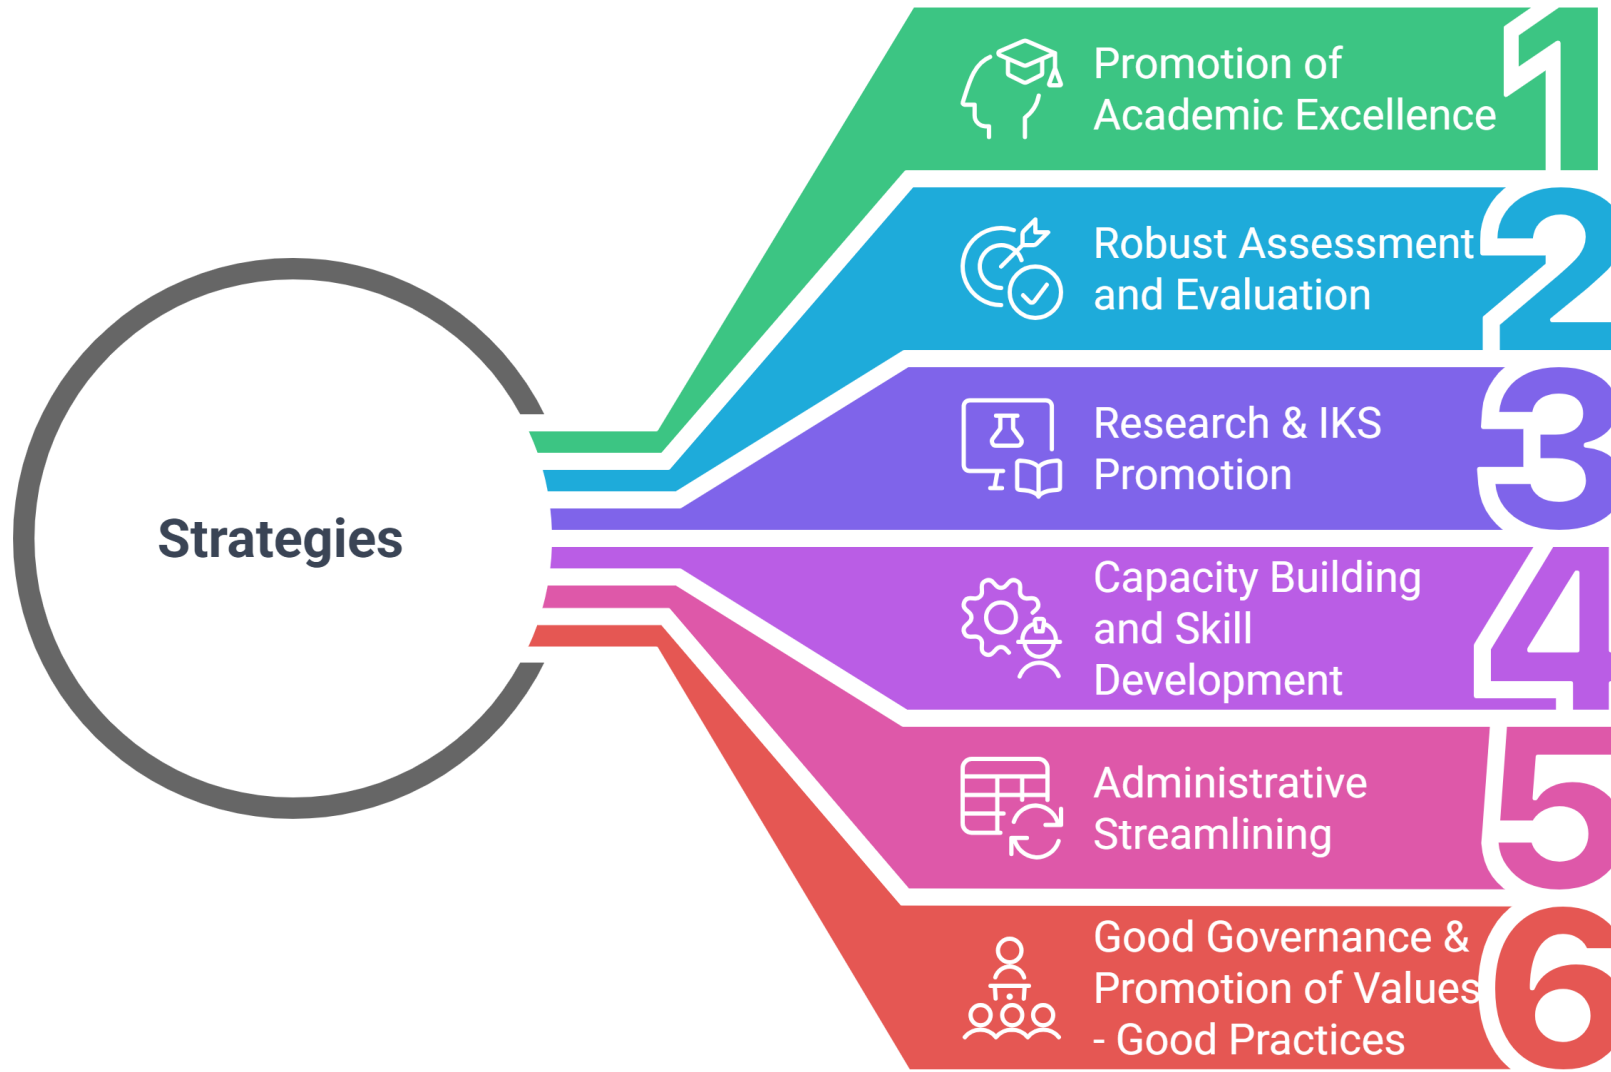 Strategies
Promotion of
Academic Excellence
1
Robust Assessment
and Evaluation
2
Research & IKS
Promotion
3
Capacity Building
and Skill
Development
4
Administrative
Streamlining
5
Good Governance &
Promotion of Values
- Good Practices
6